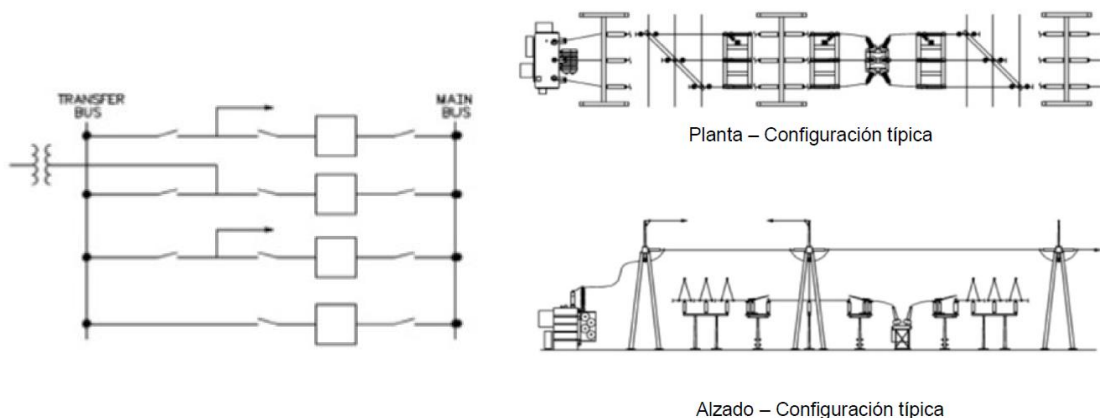 TRANSFER
BUS
MAIN
BUS
Planta – Configuración típica
Alzado – Configuración típica